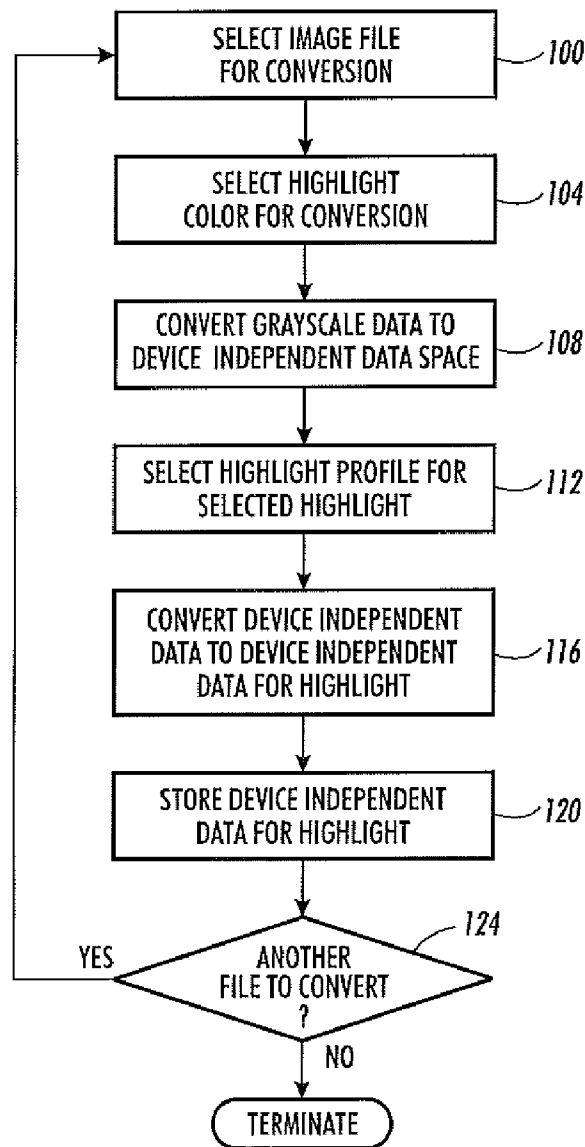 SELECT IMAGE FILE
FOR CONVERSION
100
SELECT HIGHLIGHT
COLOR FOR CONVERSION
104
CONVERT GRAYSCALE DATA TO
DEVICE INDEPENDENT DATA SPACE
108
SELECT HIGHLIGHT PROFILE FOR
SELECTED HIGHLIGHT
112
CONVERT DEVICE INDEPENDENT
DATA TO DEVICE INDEPENDENT
DATA FOR HIGHLIGHT
116
STORE DEVICE INDEPENDENT
DATA FOR HIGHLIGHT
120
124
YES
ANOTHER
FILE TO CONVERT
?
NO
TERMINATE